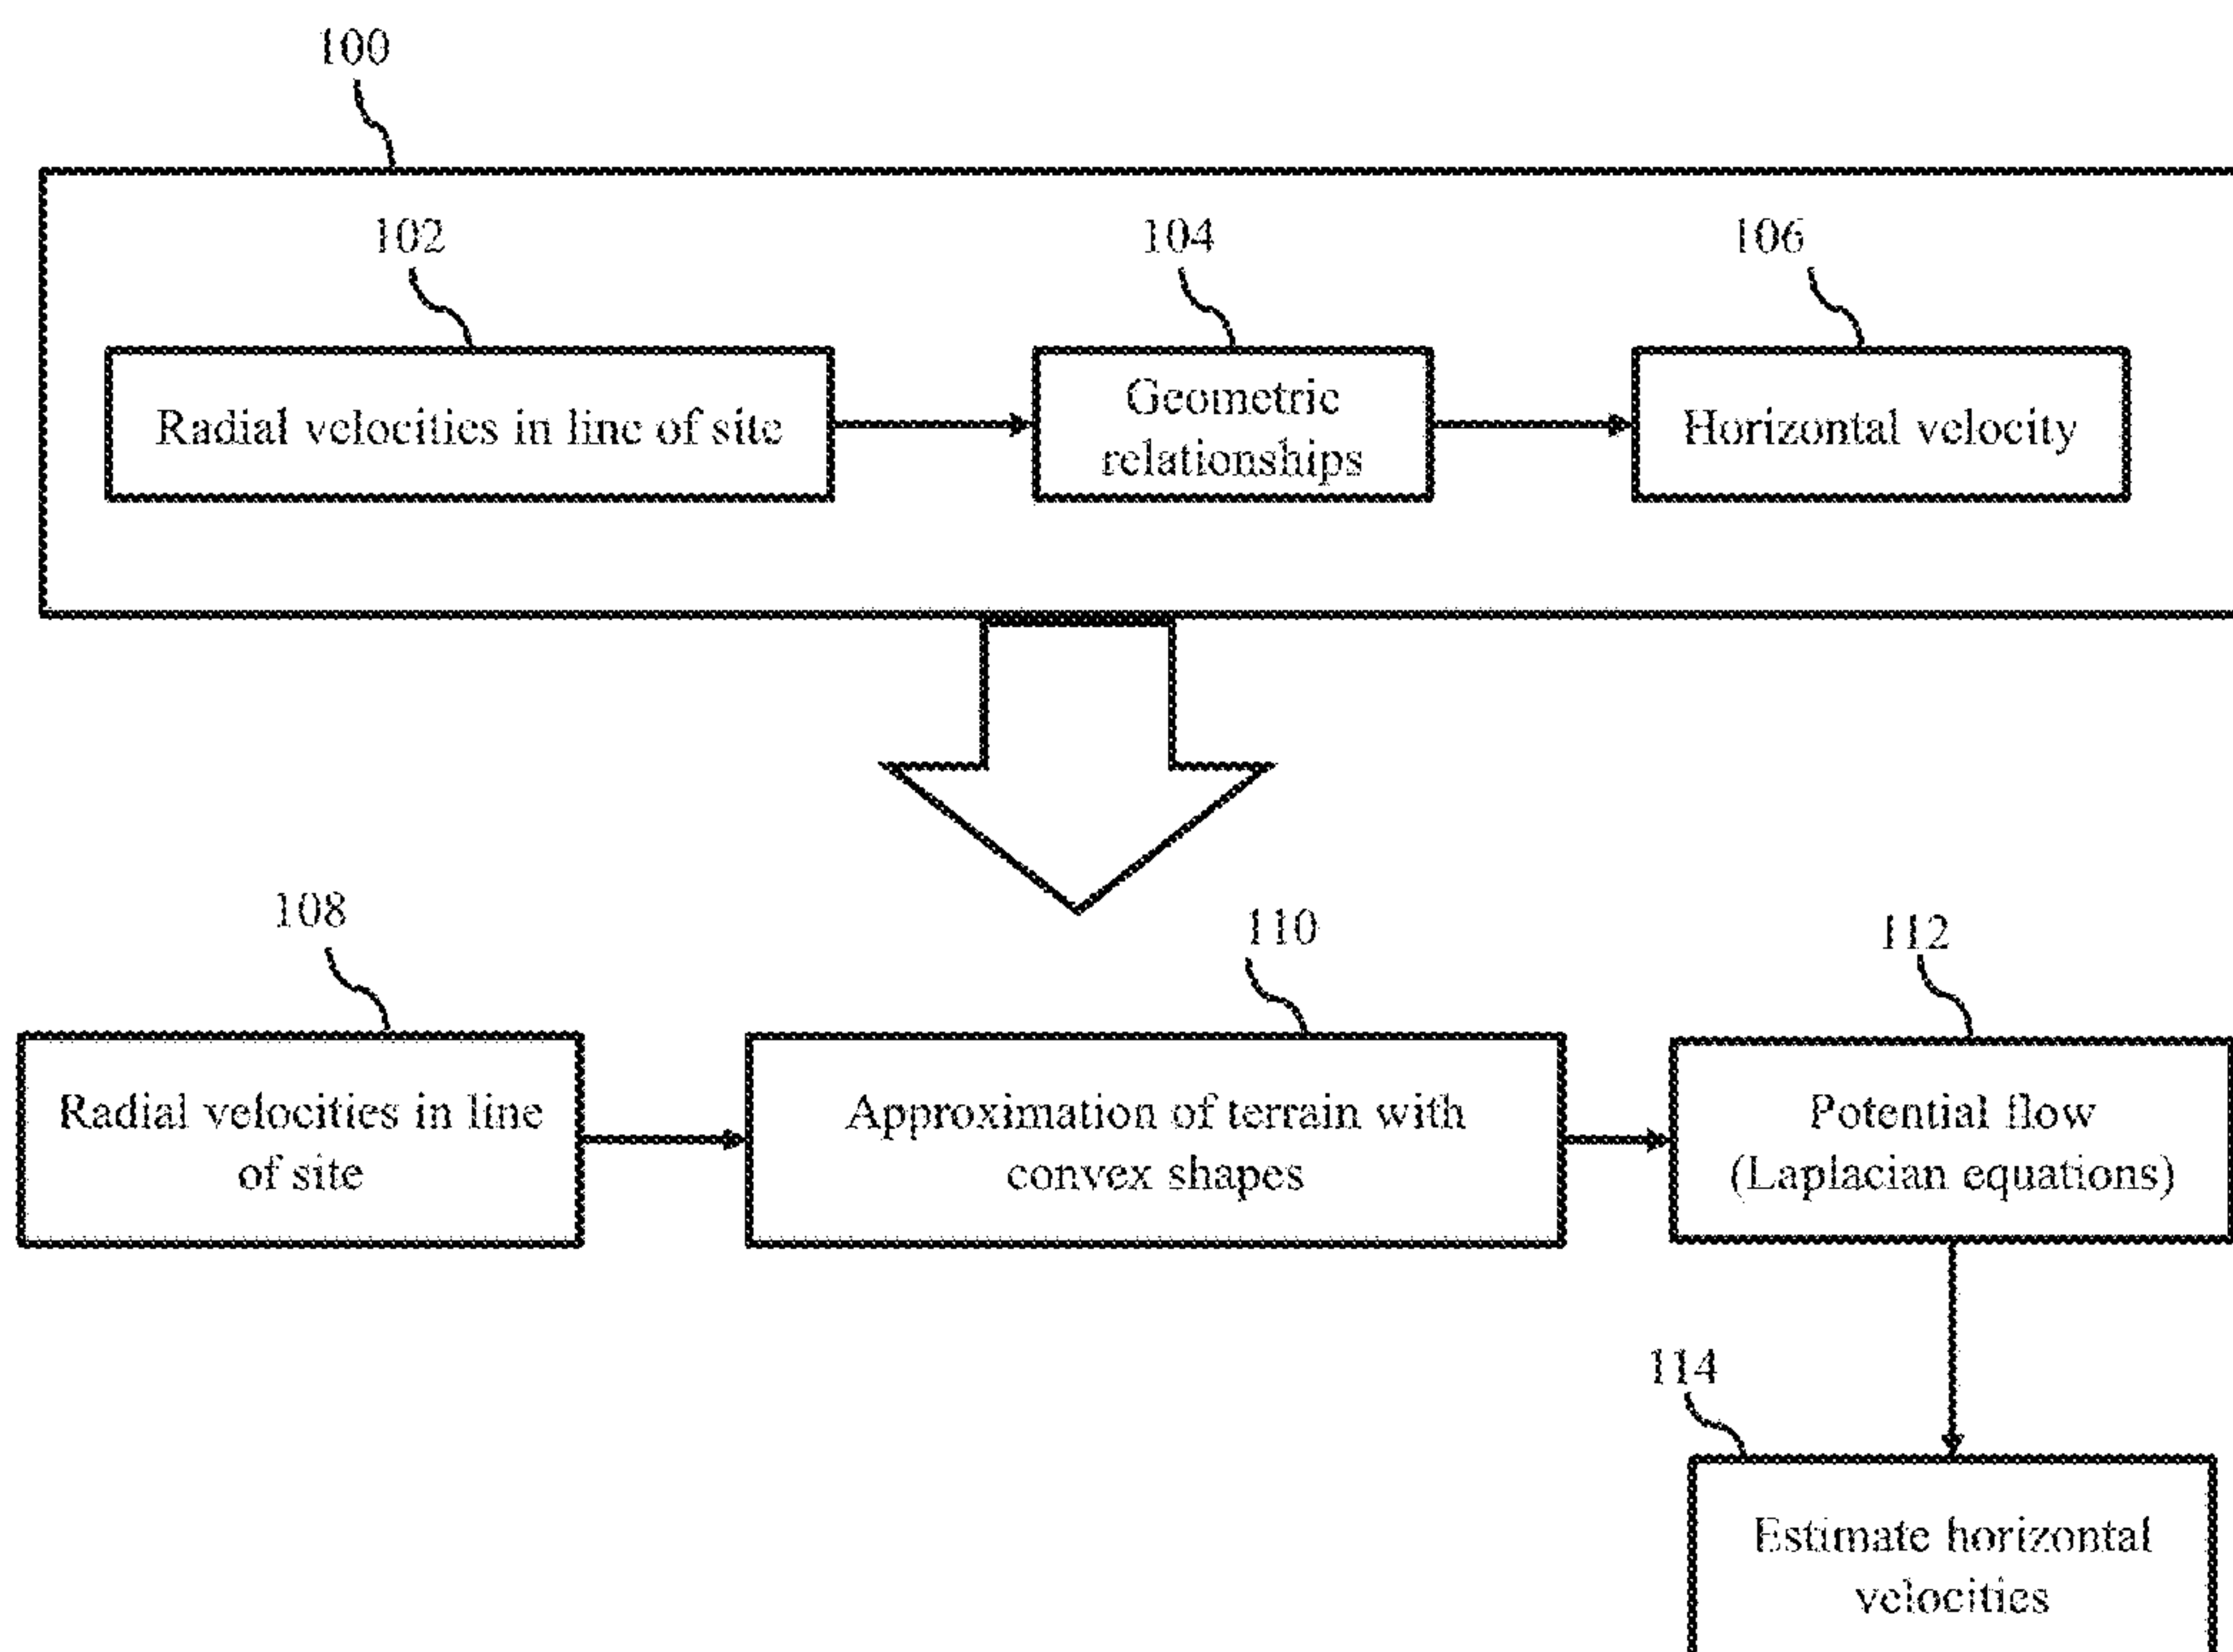 100
102
104
106
Radial velocities in line of site
Geometric
relationships
Horizontal velocity
108
110
112
Radial velocities in line
of site
Approximation of terrain with
convex shapes
Potential flow
(Laplacian equations)
114
Estimate horizontal
velocities